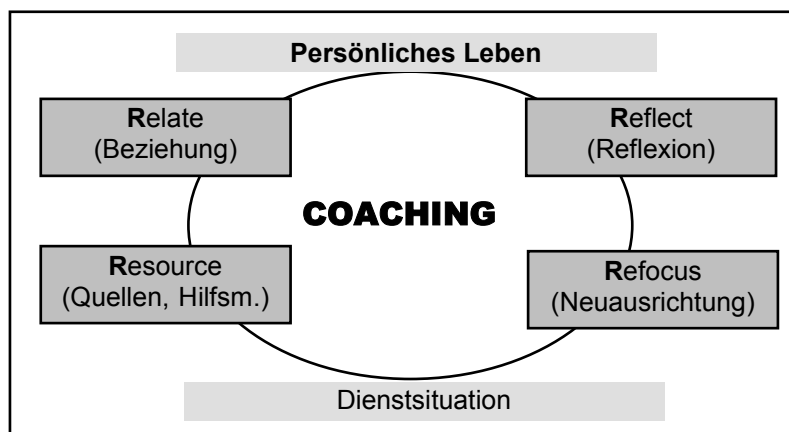 Persönliches Leben
Relate
(Beziehung)
Reflect
(Reflexion)
COACHING
Resource
(Quellen, Hilfsm.)
Refocus
(Neuausrichtung)
Dienstsituation